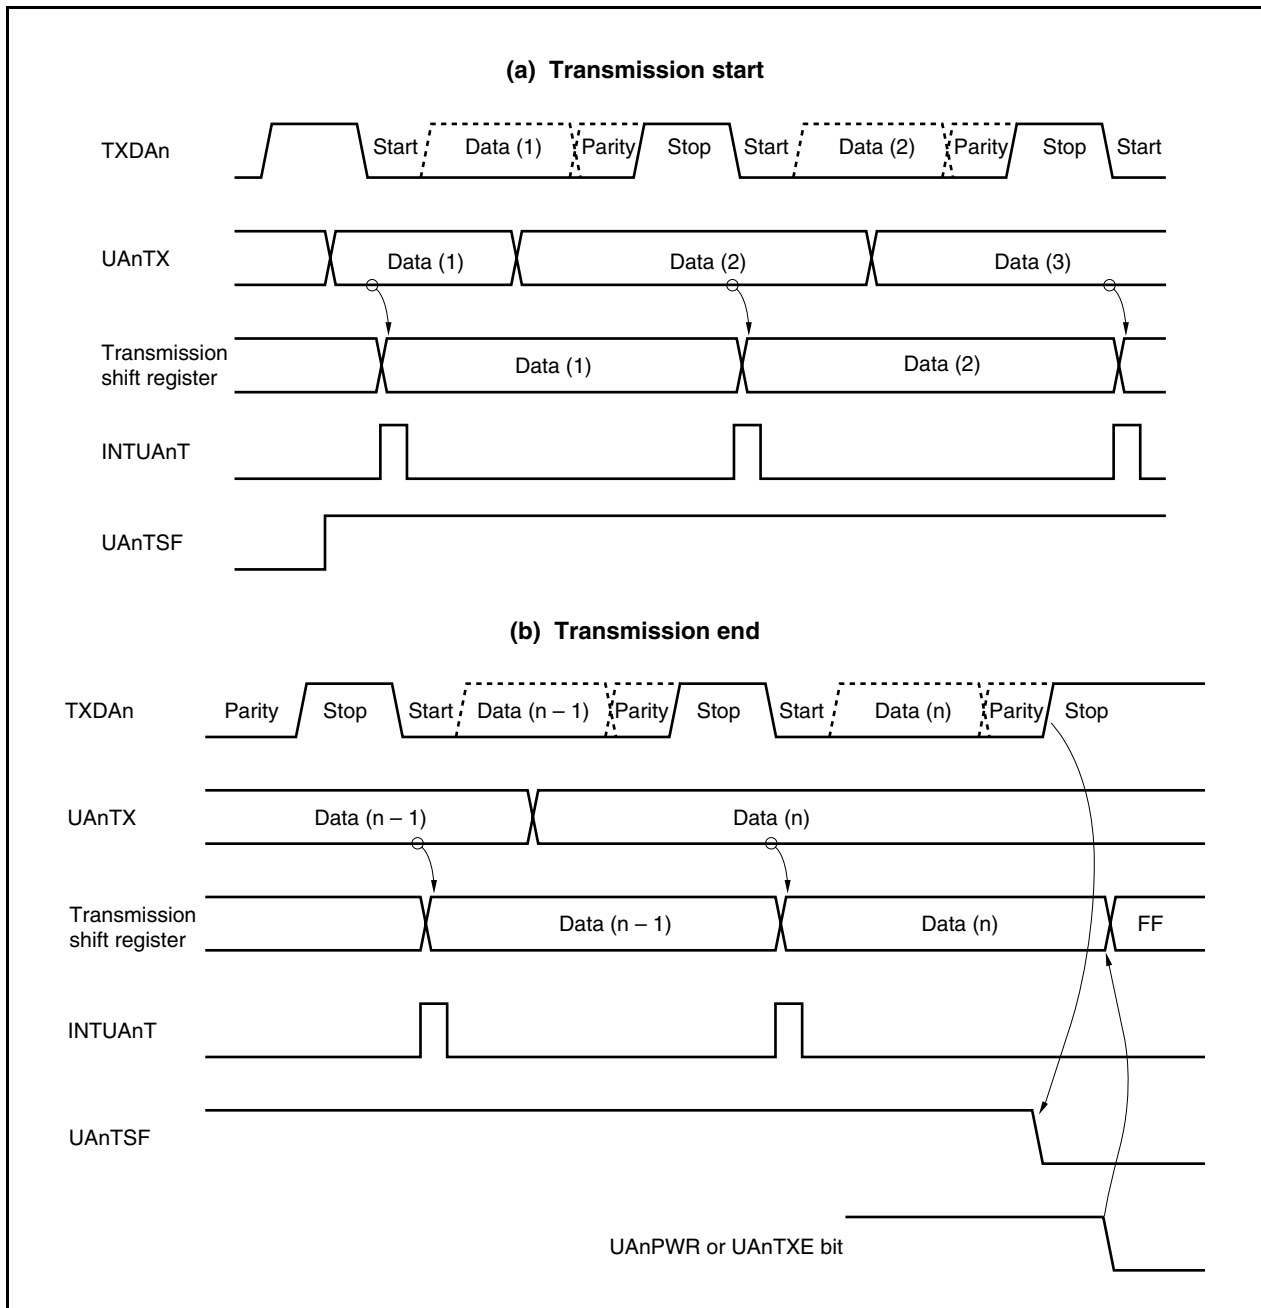 (a) Transmission start
TXDAn
Start
Data (1)
Parity
Stop
Start
Data (2)
Parity
Stop
Start
UAnTX
Data (1)
Data (2)
Data (3)
Transmission
shift register
Data (1)
Data (2)
INTUAnT
UAnTSF
(b) Transmission end
TXDAn
Parity
Stop
Start
Data (n – 1)
Parity
Stop
Start
Data (n)
Parity
Stop
UAnTX
Data (n – 1)
Data (n)
Transmission
shift register
Data (n – 1)
Data (n)
FF
INTUAnT
UAnTSF
UAnPWR or UAnTXE bit